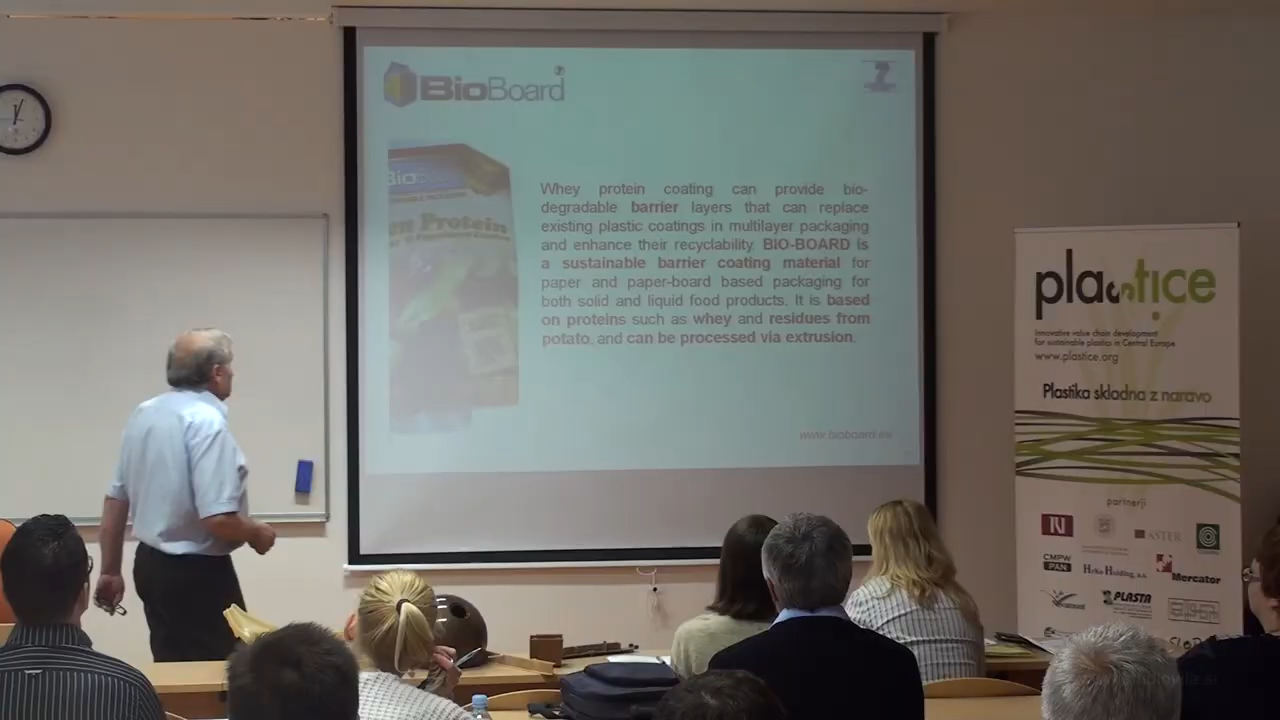 BioBoard
Whey protein coating can provide bio-
degradable barrier layers that can replace
existing plastic coatings in multilayer packaging
and enhance their recyclability. BIO-BOARD is
a sustainable barrier coating material for
paper and paper-board based packaging for
both solid and liquid food products. It is based
on proteins such as whey and residues from
potato, and can be processed via extrusion.
www.bioboard.eu
Protein
plastice
Innovative value chain development
for sustainable plastics in Central Europe
www.plastice.org
Plastika skladna z naravo
partnerji
ASTER
CMPW
PAN
HeKo Holding, a.s.
Mercator
PLASTA